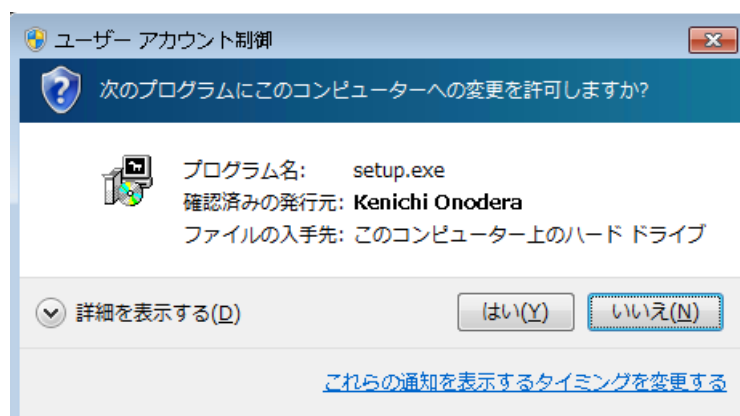 ユーザー アカウント制御
次のプログラムにこのコンピューターへの変更を許可しますか?
プログラム名: setup.exe
確認済みの発行元: Kenichi Onodera
ファイルの入手先: このコンピューター上のハード ドライブ
詳細を表示する(D) はい(Y) いいえ(N)
これらの通知を表示するタイミングを変更する